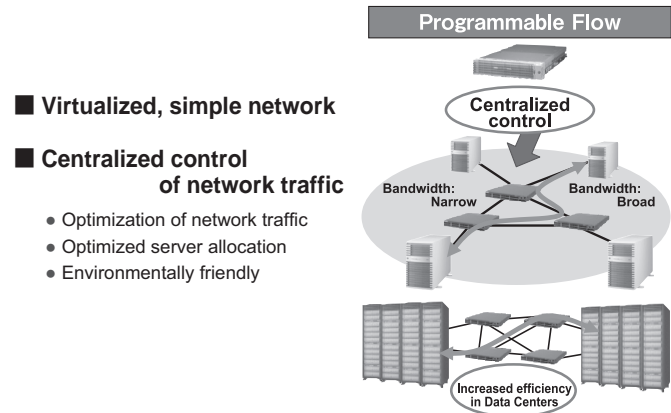 Programmable Flow
■ Virtualized, simple network
■ Centralized control
of network traffic
● Optimization of network traffic
● Optimized server allocation
● Environmentally friendly
Centralized
control
Bandwidth:
Narrow
Bandwidth:
Broad
Increased efficiency
in Data Centers